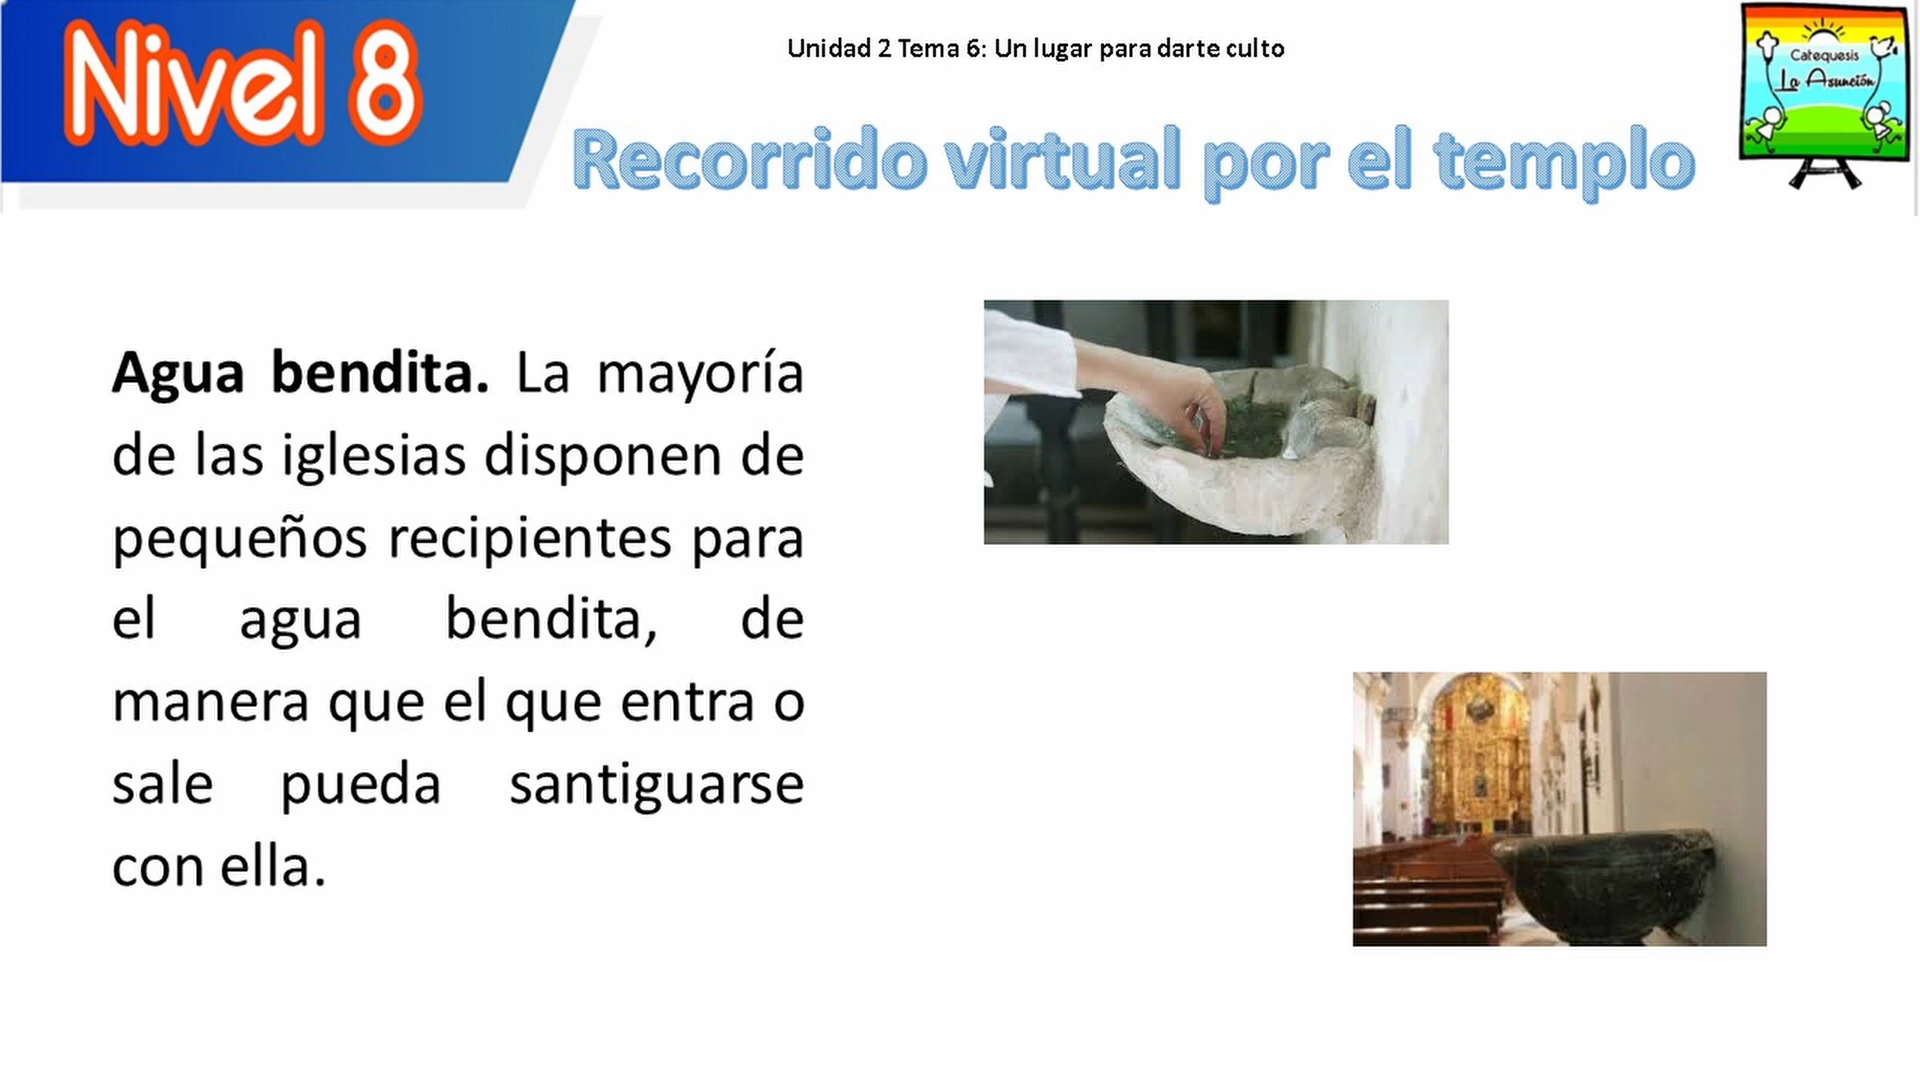 Nivel 8
Unidad 2 Tema 6: Un lugar para darte culto
Catequesis
La Asunción
Recorrido virtual por el templo
Agua bendita. La mayoría
de las iglesias disponen de
pequeños recipientes para
el agua bendita, de
manera que el que entra o
sale pueda santiguarse
con ella.